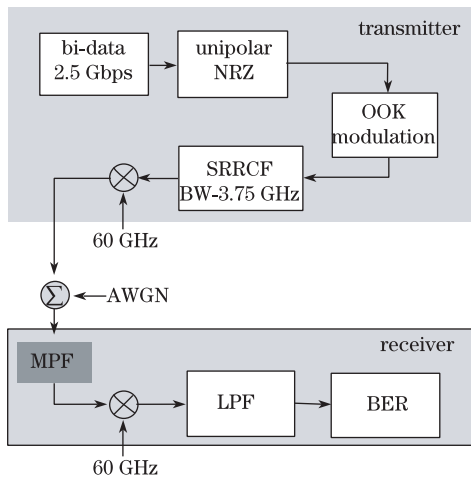 transmitter
bi-data
2.5 Gbps
unipolar
NRZ
OOK
modulation
SRRCF
BW-3.75 GHz
60 GHz
Σ
AWGN
receiver
MPF
LPF
BER
60 GHz